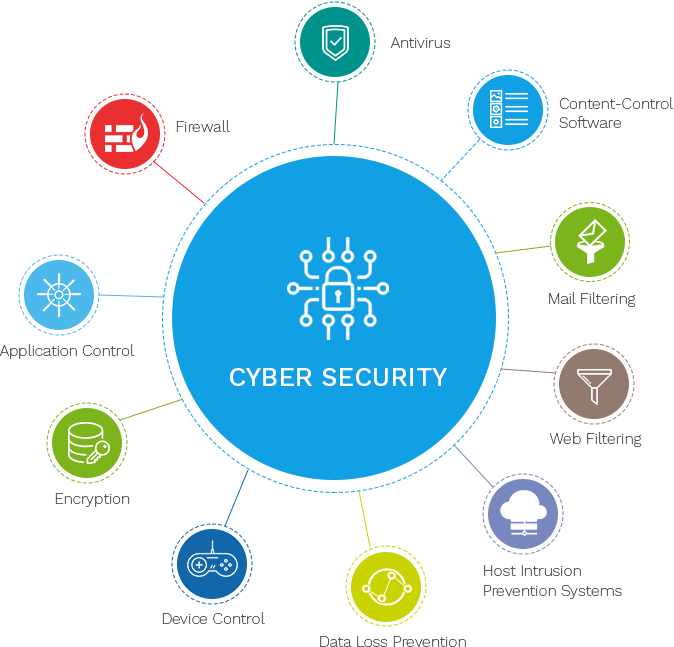 Antivirus
Content-Control
Software
Firewall
Mail Filtering
Application Control
CYBER SECURITY
Web Filtering
Encryption
Host Intrusion
Prevention Systems
Device Control
Data Loss Prevention